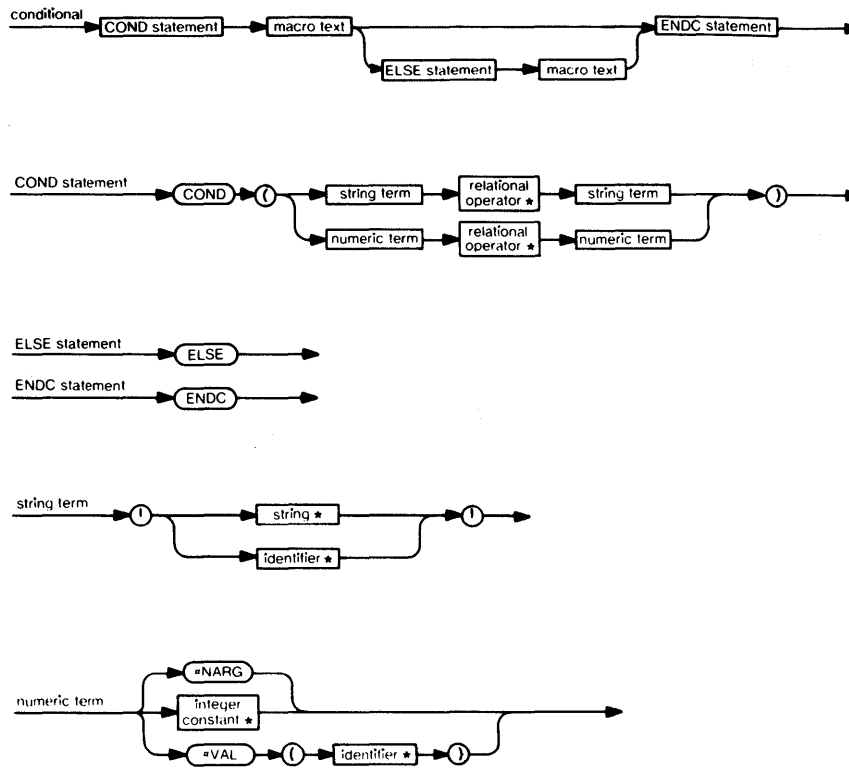 conditional
COND statement
macro text
ENDC statement
ELSE statement
macro text
COND statement
COND
(
string term
relational
operator *
string term
)
numeric term
relational
operator *
numeric term
ELSE statement
ELSE
ENDC statement
ENDC
string term
'
string *
'
identifier *
¤NARG
numeric term
integer
constant *
¤VAL
(
identifier *
)